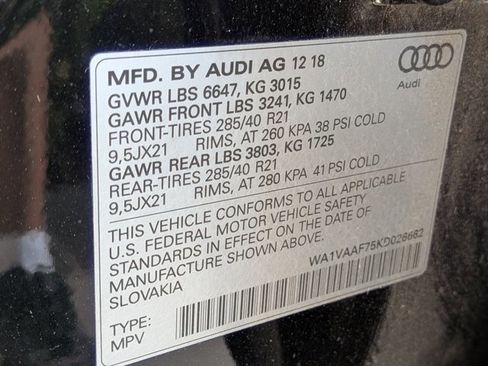 MFD. BY AUDI AG 12 18
Audi
GVWR LBS 6647, KG 3015
GAWR FRONT LBS 3241, KG 1470
FRONT-TIRES 285/40 R21
9,5JX21 RIMS, AT 260 KPA 38 PSI COLD
GAWR REAR LBS 3803, KG 1725
REAR-TIRES 285/40 R21
9,5JX21 RIMS, AT 280 KPA 41 PSI COLD
THIS VEHICLE CONFORMS TO ALL APPLICABLE
U.S. FEDERAL MOTOR VEHICLE SAFETY
STANDARDS IN EFFECT ON THE DATE OF
MANUFACTURE SHOWN ABOVE.
SLOVAKIA
WA1VAAF75KD026662
TYPE:
MPV